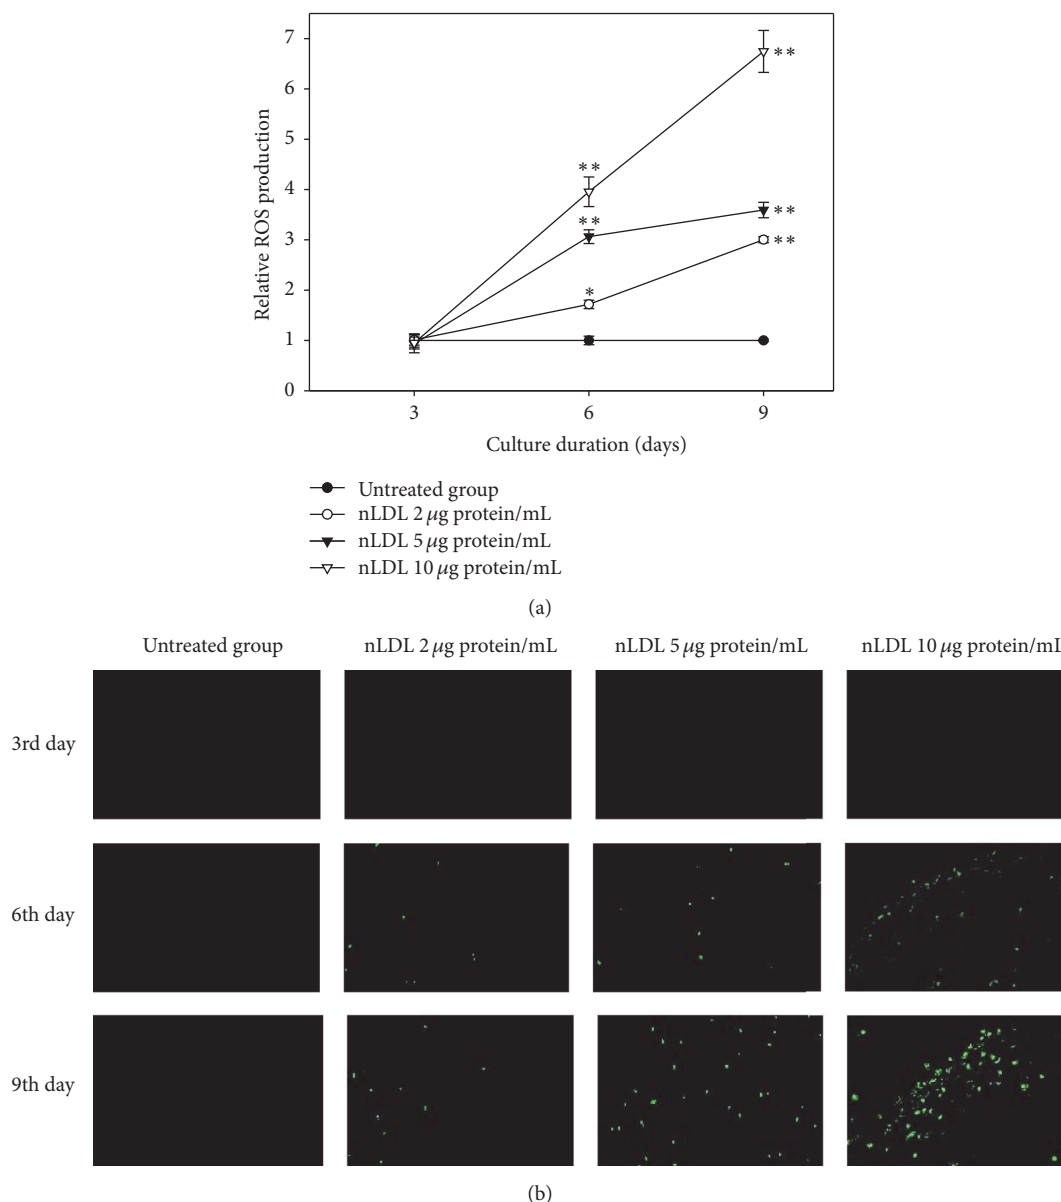 7
6
5
4
3
2
1
0
Relative ROS production
**
**
**
**
*
**
3
6
9
Culture duration (days)
Untreated group
nLDL 2 μg protein/mL
nLDL 5 μg protein/mL
nLDL 10 μg protein/mL
(a)
Untreated group
nLDL 2 μg protein/mL
nLDL 5 μg protein/mL
nLDL 10 μg protein/mL
3rd day
6th day
9th day
(b)